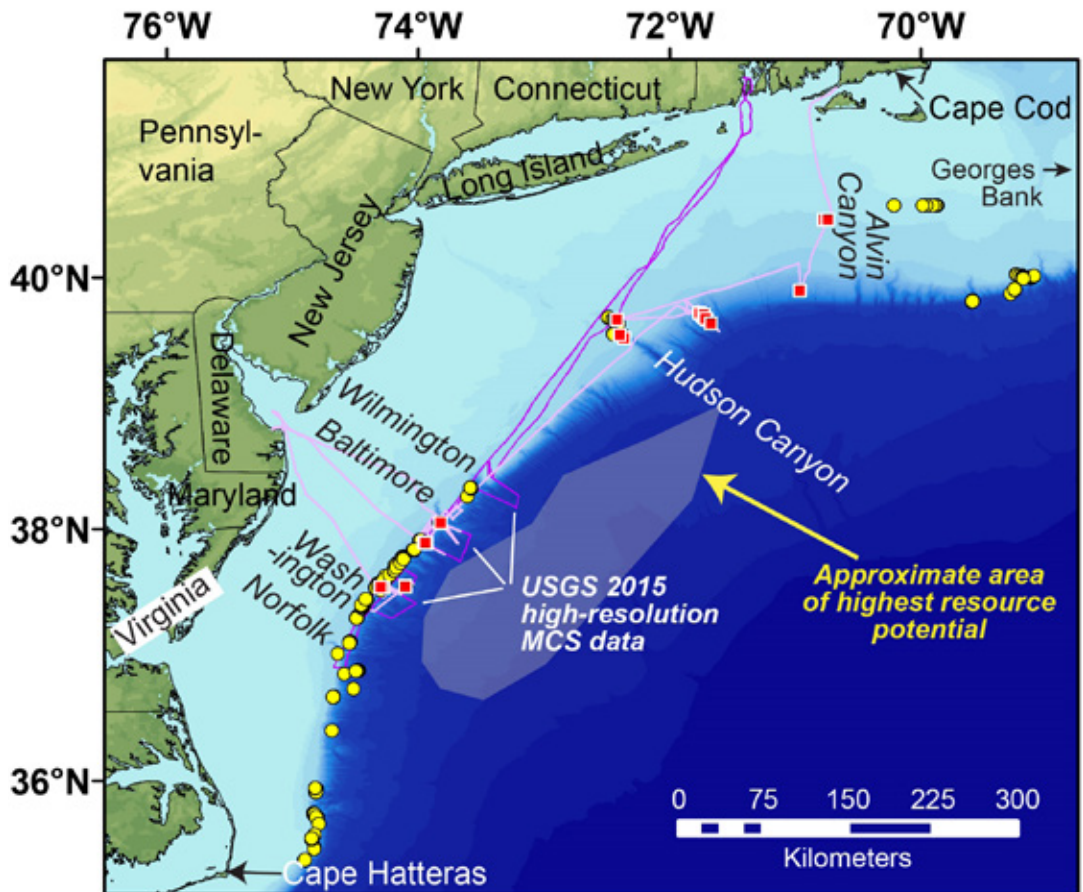 76°W
74°W
72°W
70°W
New York
Connecticut
Cape Cod
Pennsyl-
vania
Long Island
Georges
Bank
Alvin
Canyon
New Jersey
40°N
Delaware
Hudson Canyon
Wilmington
Baltimore
Maryland
38°N
Wash
-ington
Norfolk
USGS 2015
high-resolution
MCS data
Approximate area
of highest resource
potential
Virginia
36°N
0 75 150 225 300
Kilometers
Cape Hatteras